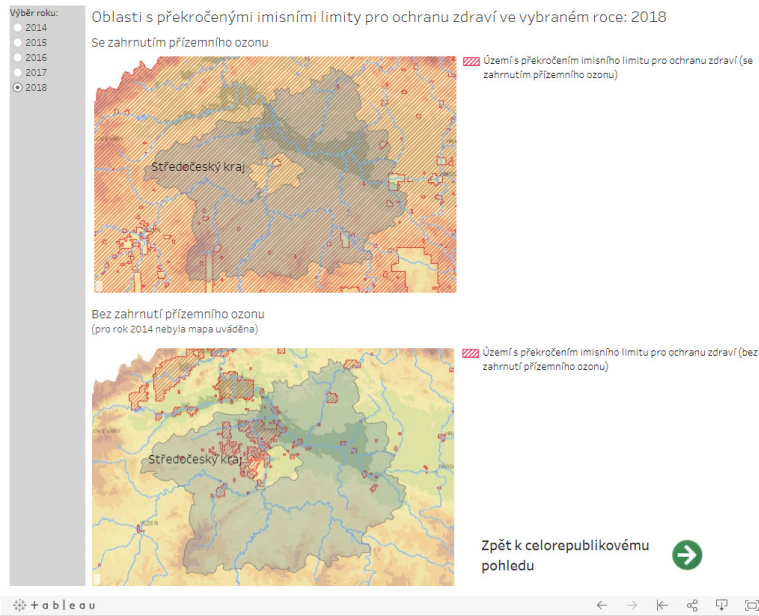 Výběr roku:
2014
2015
2016
2017
2018
Oblasti s překročenými imisními limity pro ochranu zdraví ve vybraném roce: 2018
Se zahrnutím přízemního ozonu
Středočeský kraj
Území s překročením imisního limitu pro ochranu zdraví (se
zahrnutím přízemního ozonu)
Bez zahrnutí přízemního ozonu
(pro rok 2014 nebyla mapa uváděna)
Středočeský kraj
Území s překročením imisního limitu pro ochranu zdraví (bez
zahrnutí přízemního ozonu)
Zpět k celorepublikovému
pohledu
+ a b l e a u